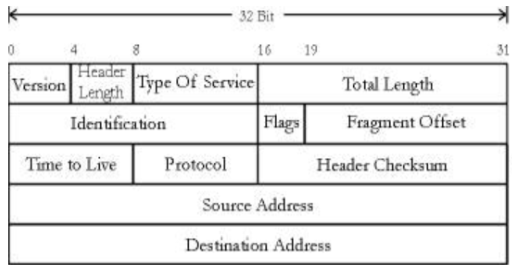 32 Bit
0 4 8 16 19 31
Version Header Length Type Of Service Total Length
Identification Flags Fragment Offset
Time to Live Protocol Header Checksum
Source Address
Destination Address